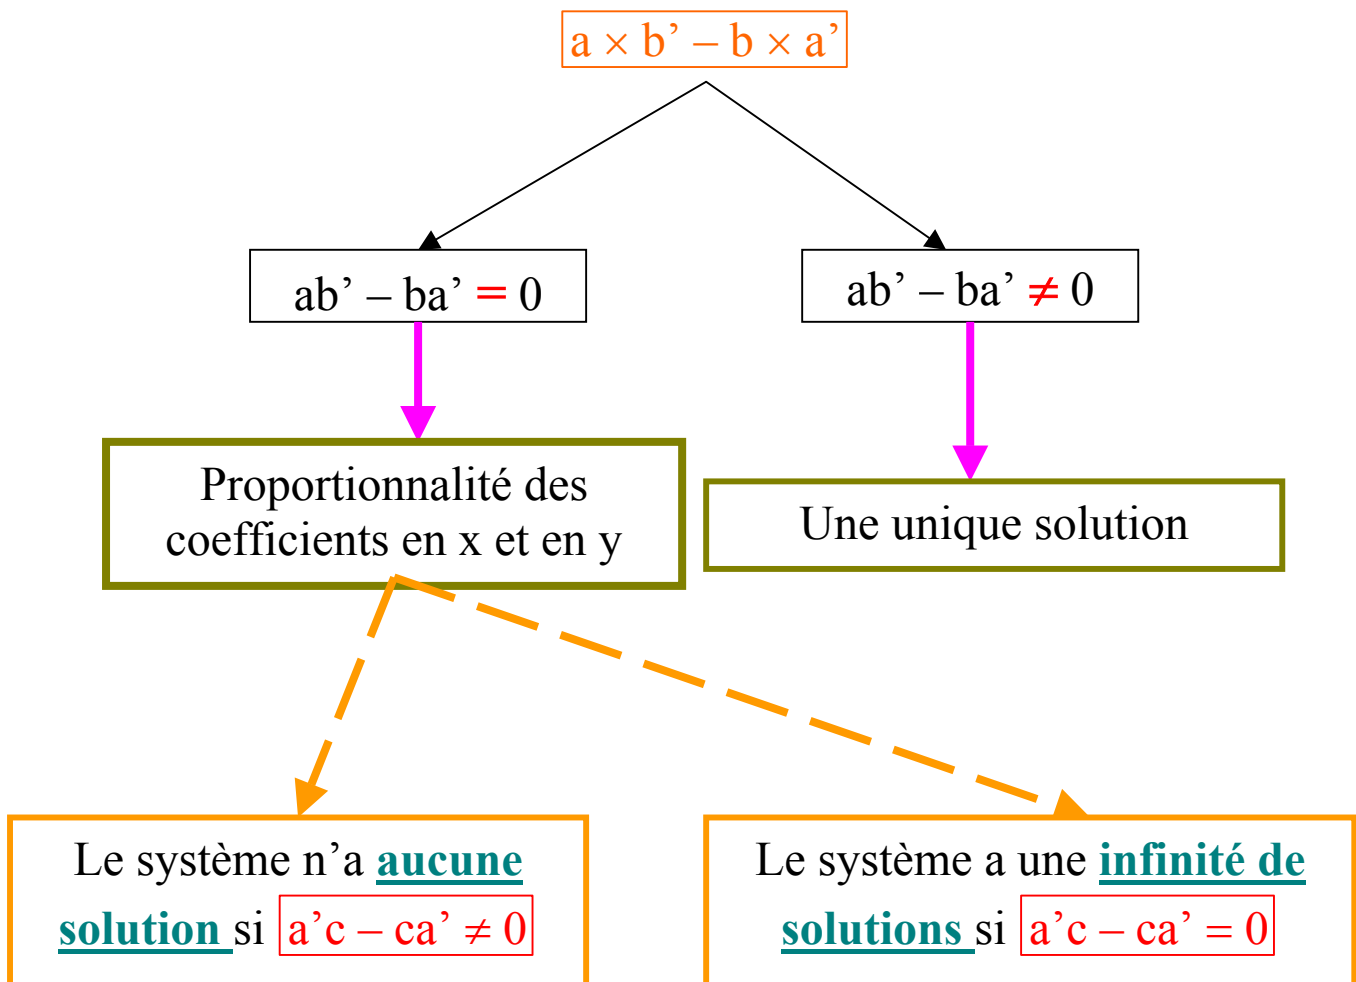 a × b’ – b × a’
ab’ – ba’ = 0
ab’ – ba’ ≠ 0
Proportionnalité des
coefficients en x et en y
Une unique solution
Le système n’a aucune
solution si a’c – ca’ ≠ 0
Le système a une infinité de
solutions si a’c – ca’ = 0